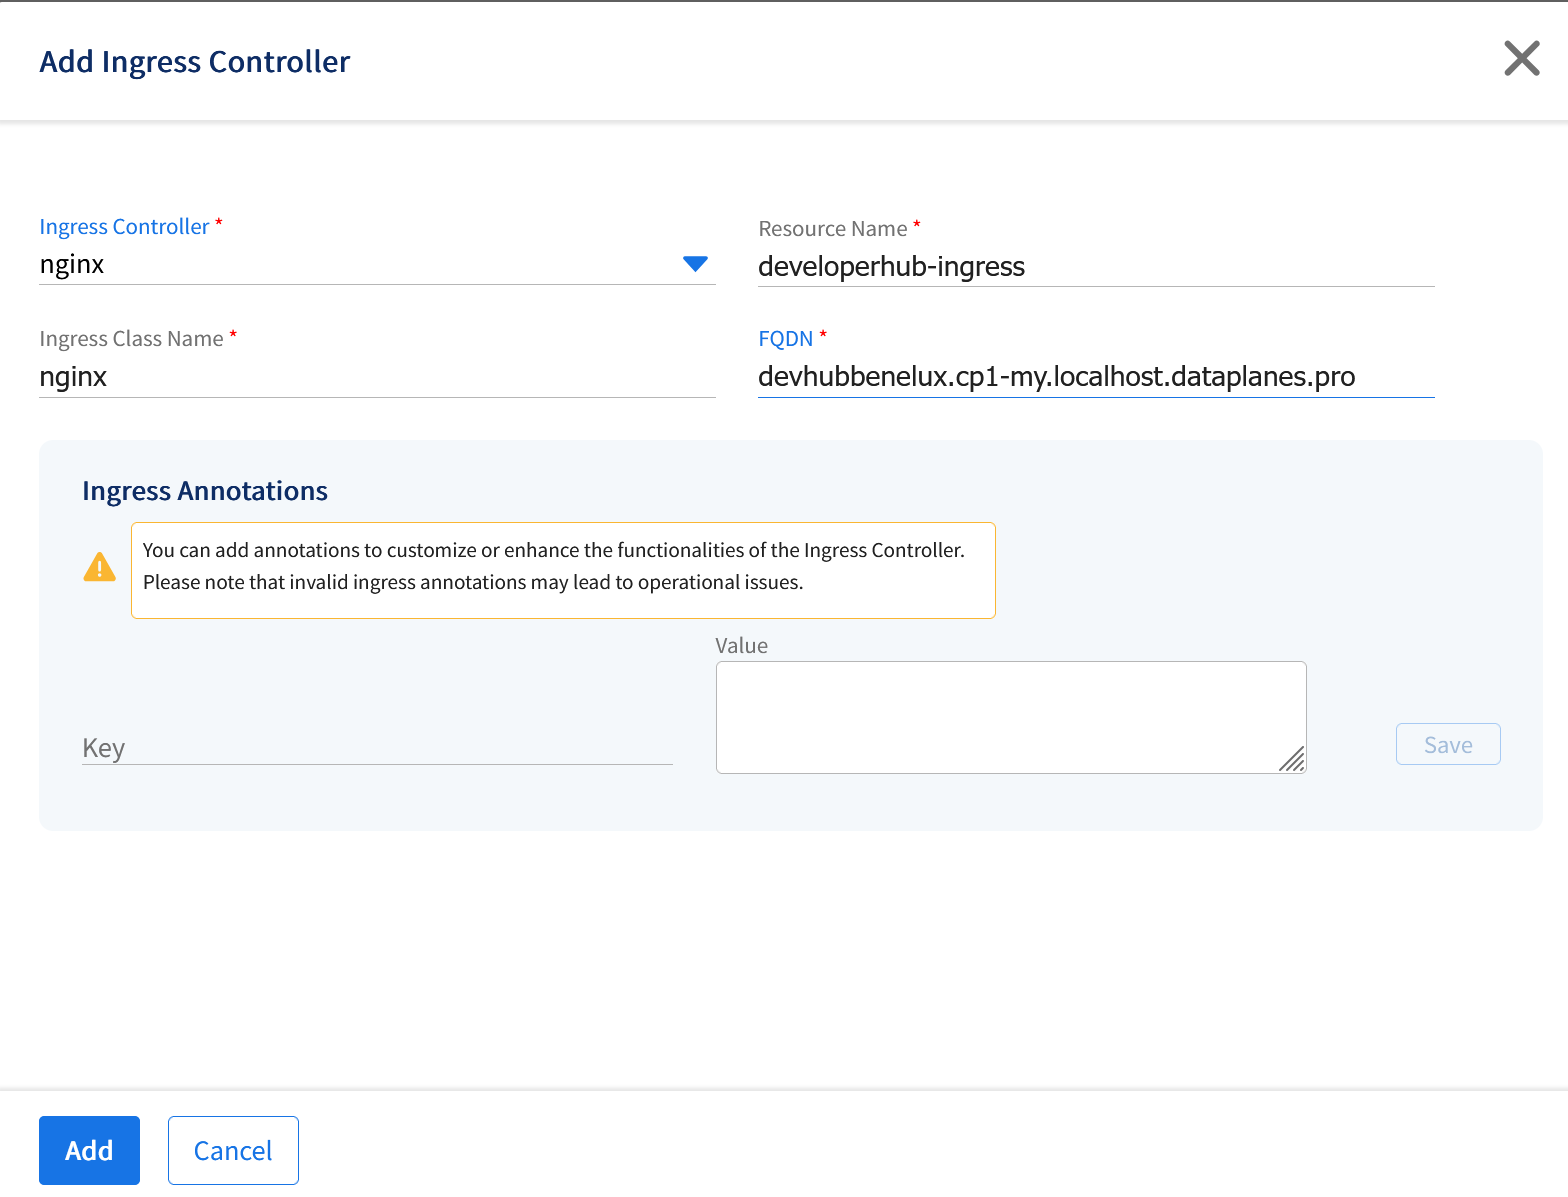 Add Ingress Controller
Ingress Controller *
nginx
Resource Name *
developerhub-ingress
Ingress Class Name *
nginx
FQDN *
devhubbenelux.cp1-my.localhost.dataplanes.pro
Ingress Annotations
You can add annotations to customize or enhance the functionalities of the Ingress Controller.
Please note that invalid ingress annotations may lead to operational issues.
Key
Value
Save
Add
Cancel